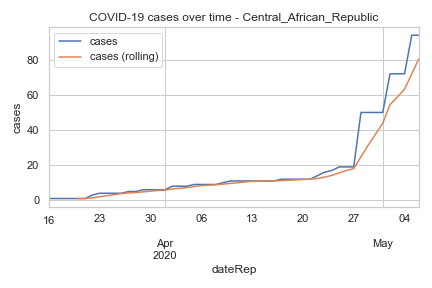 COVID-19 cases over time - Central_African_Republic
cases
cases (rolling)
cases
80
60
40
20
0
16 23 30 06 13 20 27 04
Apr May
2020
dateRep